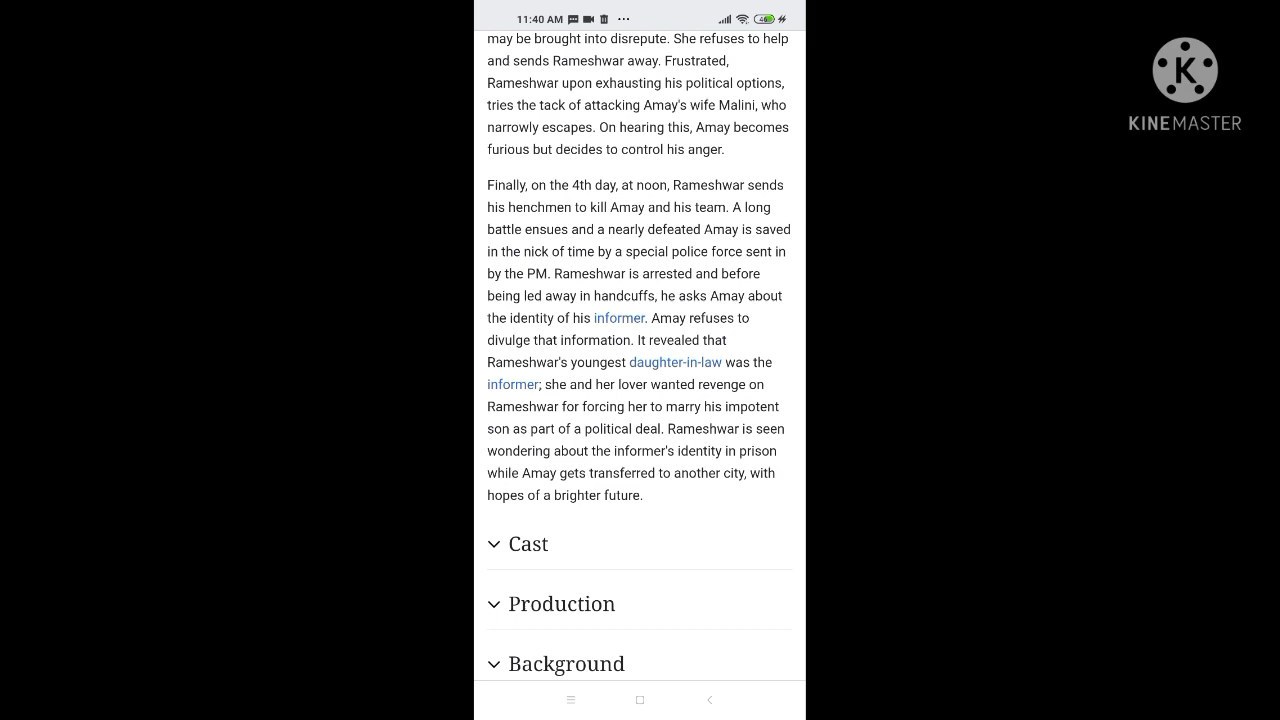 11:40 AM
46
may be brought into disrepute. She refuses to help
and sends Rameshwar away. Frustrated,
Rameshwar upon exhausting his political options,
tries the tack of attacking Amay's wife Malini, who
narrowly escapes. On hearing this, Amay becomes
furious but decides to control his anger.
Finally, on the 4th day, at noon, Rameshwar sends
his henchmen to kill Amay and his team. A long
battle ensues and a nearly defeated Amay is saved
in the nick of time by a special police force sent in
by the PM. Rameshwar is arrested and before
being led away in handcuffs, he asks Amay about
the identity of his informer. Amay refuses to
divulge that information. It revealed that
Rameshwar's youngest daughter-in-law was the
informer; she and her lover wanted revenge on
Rameshwar for forcing her to marry his impotent
son as part of a political deal. Rameshwar is seen
wondering about the informer's identity in prison
while Amay gets transferred to another city, with
hopes of a brighter future.
Cast
Production
Background
K
KINEMASTER